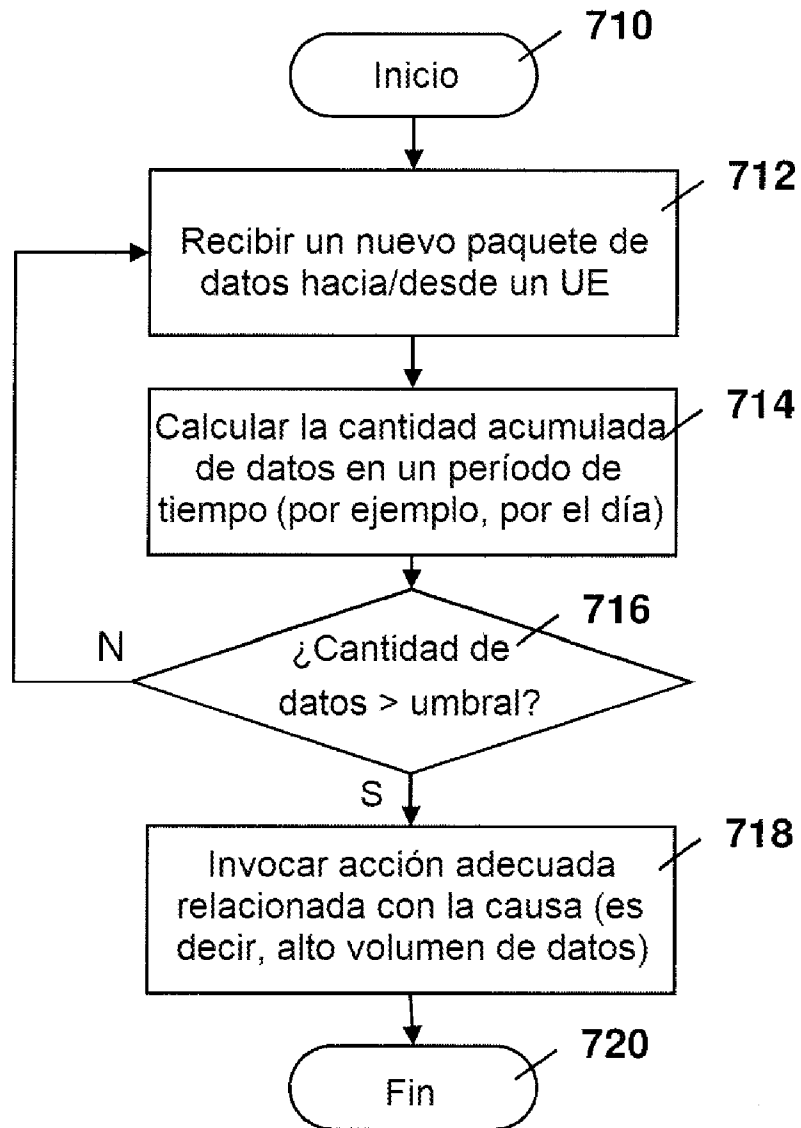 710
Inicio
712
Recibir un nuevo paquete de
datos hacia/desde un UE
714
Calcular la cantidad acumulada
de datos en un período de
tiempo (por ejemplo, por el día)
716
¿Cantidad de
datos > umbral?
N
S
718
Invocar acción adecuada
relacionada con la causa (es
decir, alto volumen de datos)
720
Fin